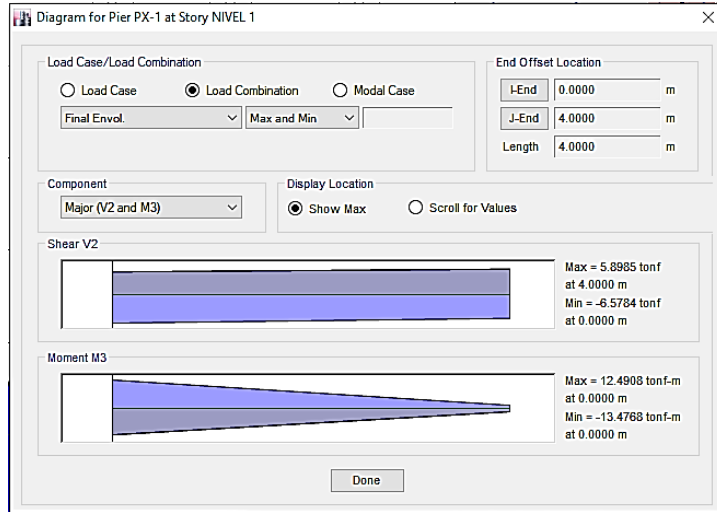 Diagram for Pier PX-1 at Story NIVEL 1
Load Case/Load Combination
Load Case
Load Combination
Modal Case
Final Envol.
Max and Min
End Offset Location
I-End
0.0000
m
J-End
4.0000
m
Length
4.0000
m
Component
Major (V2 and M3)
Display Location
Show Max
Scroll for Values
Shear V2
Max = 5.8985 tonf
at 4.0000 m
Min = -6.5784 tonf
at 0.0000 m
Moment M3
Max = 12.4908 tonf-m
at 0.0000 m
Min = -13.4768 tonf-m
at 0.0000 m
Done